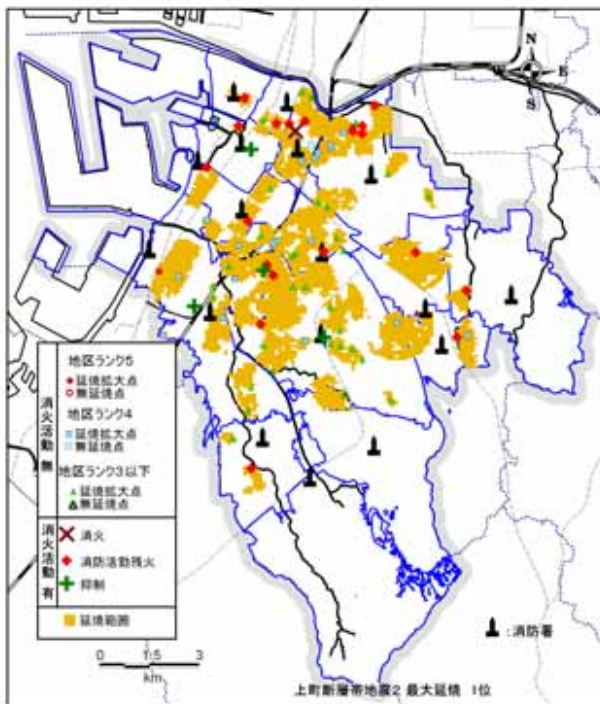 N
E
S
地区ランク5
延焼拡大点
無延焼点
地区ランク4
延焼拡大点
無延焼点
地区ランク3以下
延焼拡大点
無延焼点
消火活動 無
消火
消防活動残火
抑制
消火活動 有
延焼範囲
0 1.5 3
km
:消防署
上町断層帯地震2 最大延焼 1位